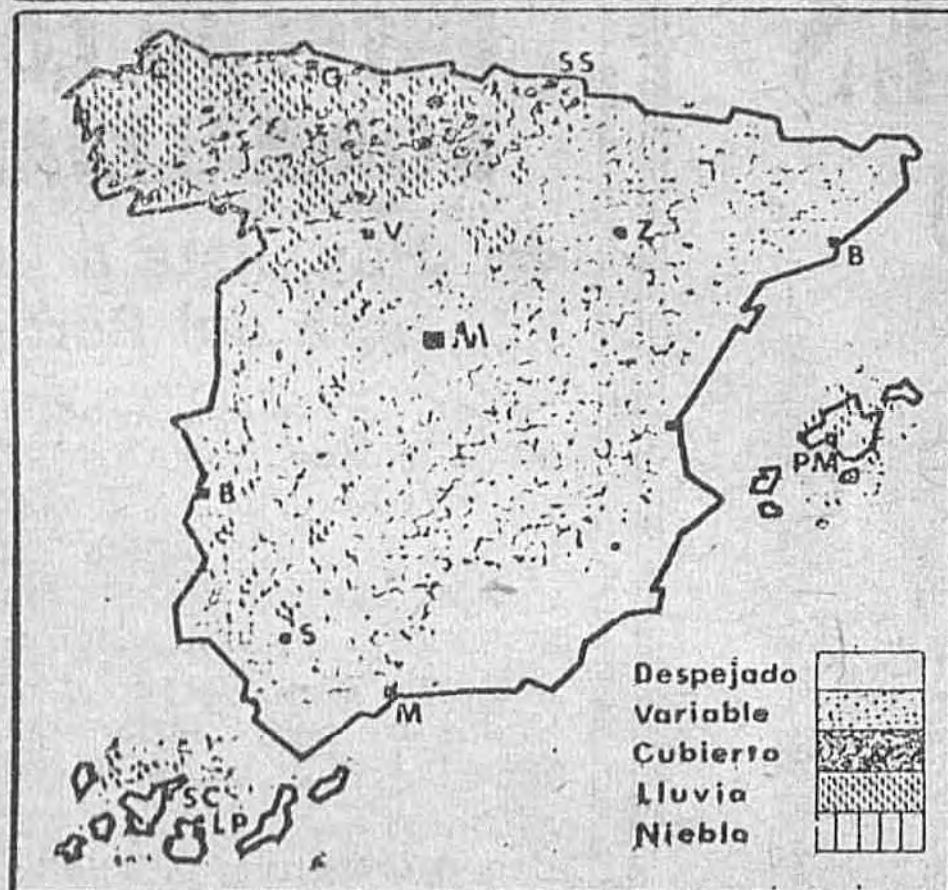 C
G
SS
V
Z
B
M
PM
B
S
M
SC
LP
Despejado
Variable
Cubierto
Lluvia
Niebla